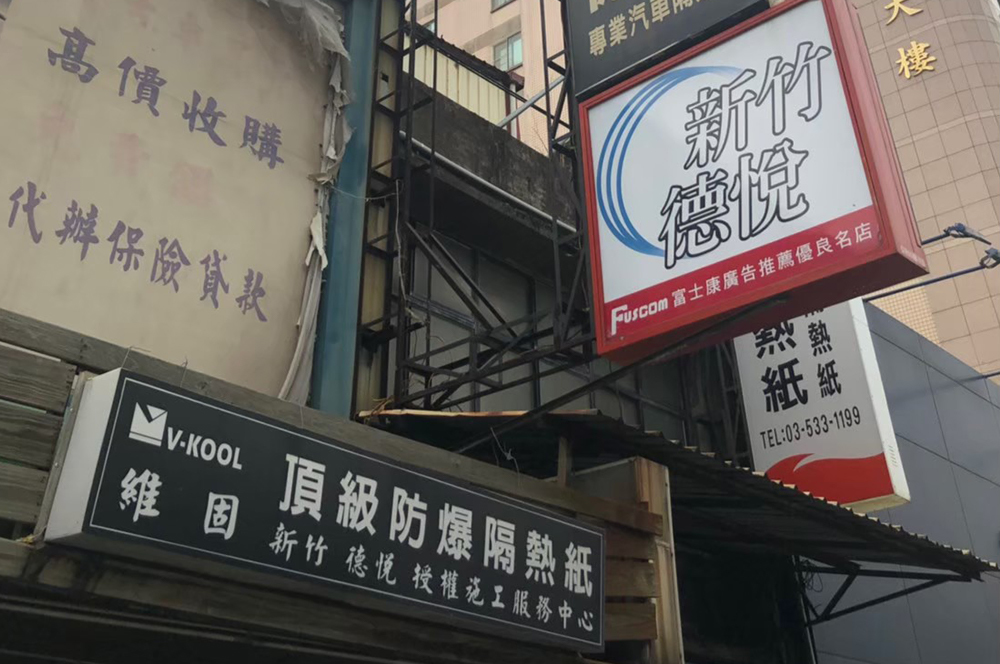 高價收購
代辦保險貸款
專業汽車隔
新竹
德悅
Fuscom 富士康廣告推薦優良名店
大樓
熱紙
熱紙
TEL:03-533-1199
V-KOOL
維固
頂級防爆隔熱紙
新竹 德悅 授權施工服務中心